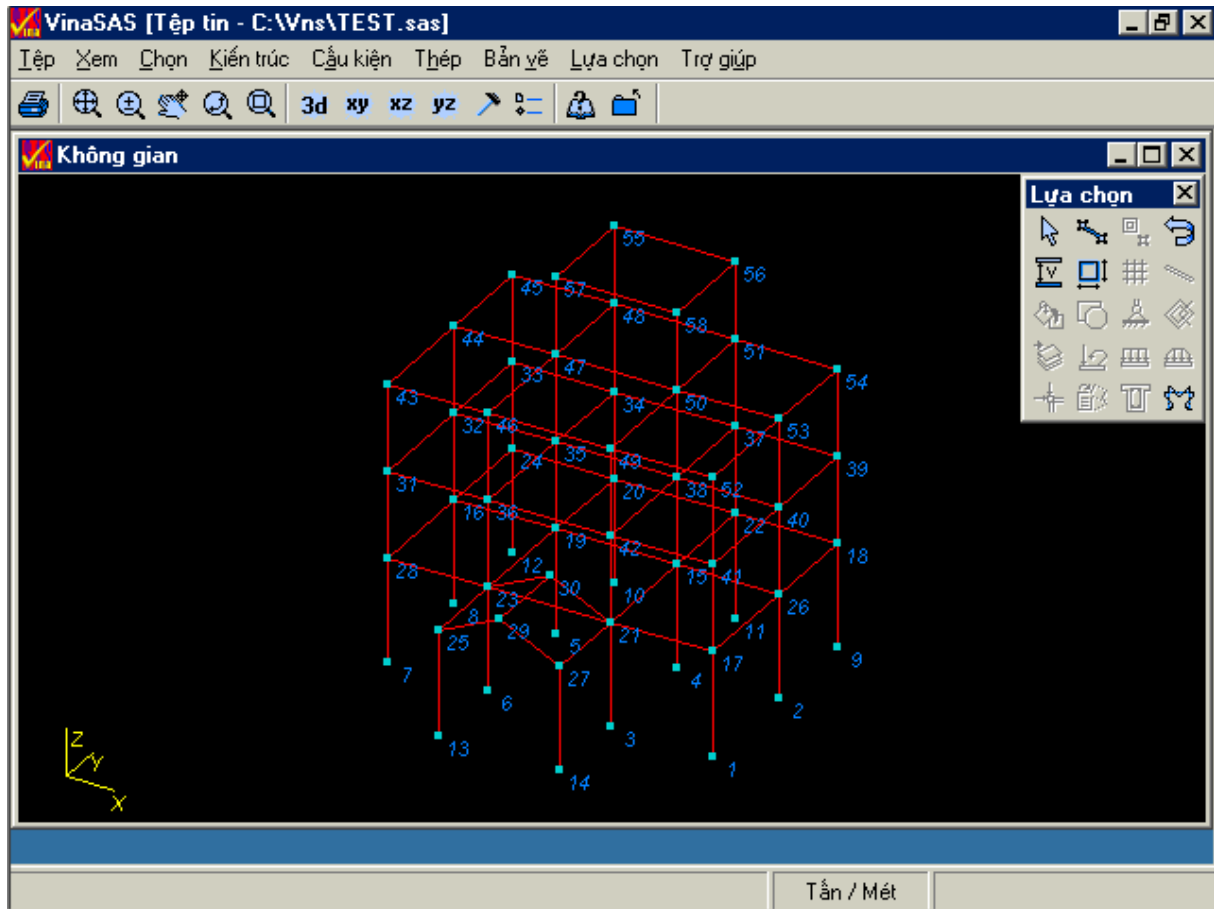 VinaSAS [Tệp tin - C:\Vns\TEST.sas]
Tệp Xem Chọn Kiến trúc Cấu kiện Thép Bản vẽ Lựa chọn Trợ giúp
3d xy xz yz
Không gian
Lựa chọn
55
56
45 57
48 58
44
51
33 47
54
43
34 50
32 46
37 53
24 35 49
39
31
20 38 52
16 36
22 40
19 42
18
12
28
30 15 41
23 10
26
8 29
11
25 5 21
17 9
7 27
4
6
2
3
13
1
14
Z
Y
X
Tấn / Mét